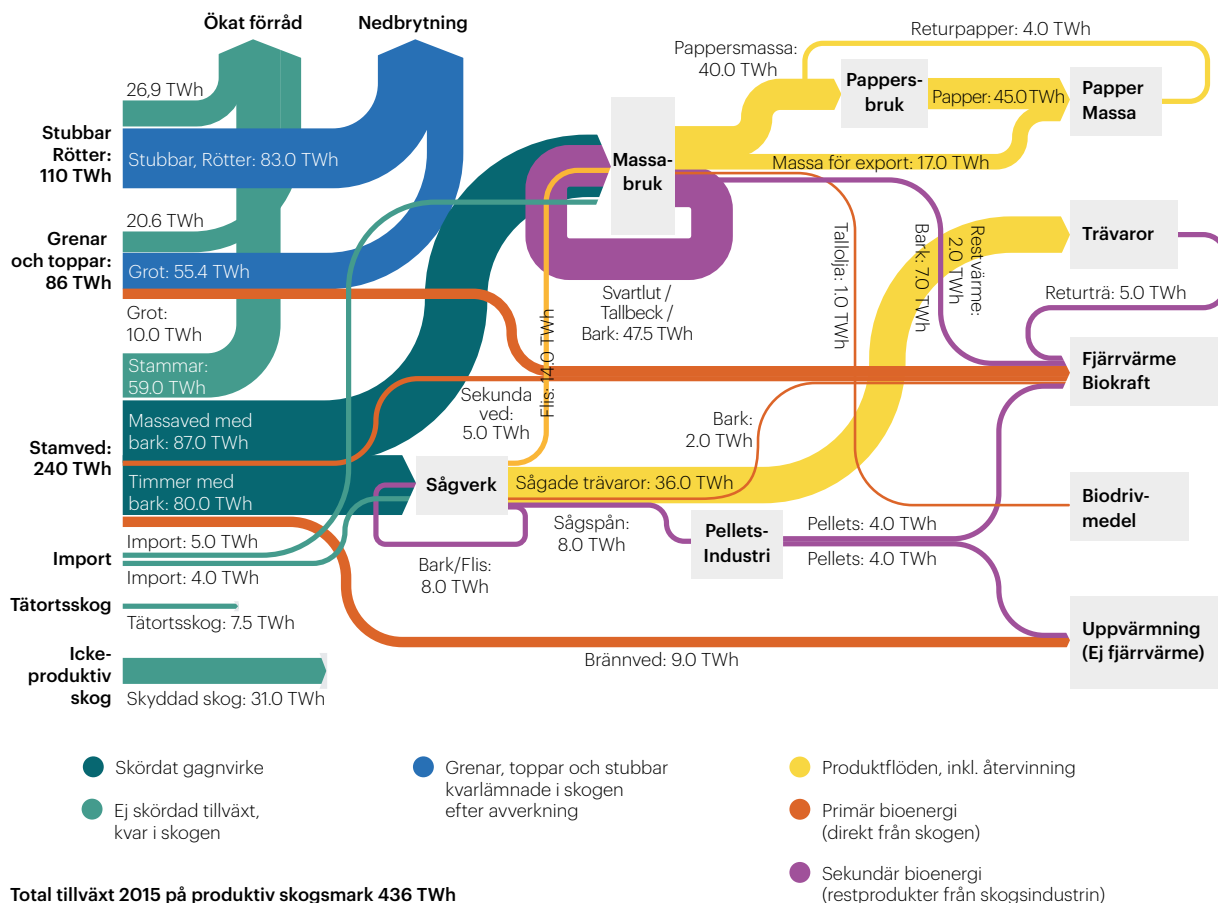 Ökat förråd
Nedbrytning
26,9 TWh
Stubbar
Rötter:
110 TWh
Stubbar, Rötter: 83.0 TWh
20.6 TWh
Grenar
och toppar:
86 TWh
Grot: 55.4 TWh
Grot:
10.0 TWh
Stammar:
59.0 TWh
Stamved:
240 TWh
Massaved med
bark: 87.0 TWh
Timmer med
bark: 80.0 TWh
Import
Import: 5.0 TWh
Import: 4.0 TWh
Tätortsskog
Tätortsskog: 7.5 TWh
Icke-
produktiv
skog
Skyddad skog: 31.0 TWh
Pappersmassa:
40.0 TWh
Returpapper: 4.0 TWh
Pappers-
bruk
Papper: 45.0 TWh
Papper
Massa
Massa-
bruk
Massa för export: 17.0 TWh
Svartlut /
Tallbeck /
Bark: 47.5 TWh
Tallolja: 1.0 TWh
Bark: 7.0 TWh
Restvärme:
2.0 TWh
Trävaror
Returträ: 5.0 TWh
Fjärrvärme
Biokraft
Sekunda
ved:
5.0 TWh
Flis: 14.0 TWh
Bark:
2.0 TWh
Sågverk
Sågade trävaror: 36.0 TWh
Bark/Flis:
8.0 TWh
Sågspån:
8.0 TWh
Pellets-
Industri
Pellets: 4.0 TWh
Pellets: 4.0 TWh
Biodriv-
medel
Brännved: 9.0 TWh
Uppvärmning
(Ej fjärrvärme)
Skördat gagnvirke
Ej skördad tillväxt,
kvar i skogen
Grenar, toppar och stubbar
kvarlämnade i skogen
efter avverkning
Produktflöden, inkl. återvinning
Primär bioenergi
(direkt från skogen)
Sekundär bioenergi
(restprodukter från skogsindustrin)
Total tillväxt 2015 på produktiv skogsmark 436 TWh